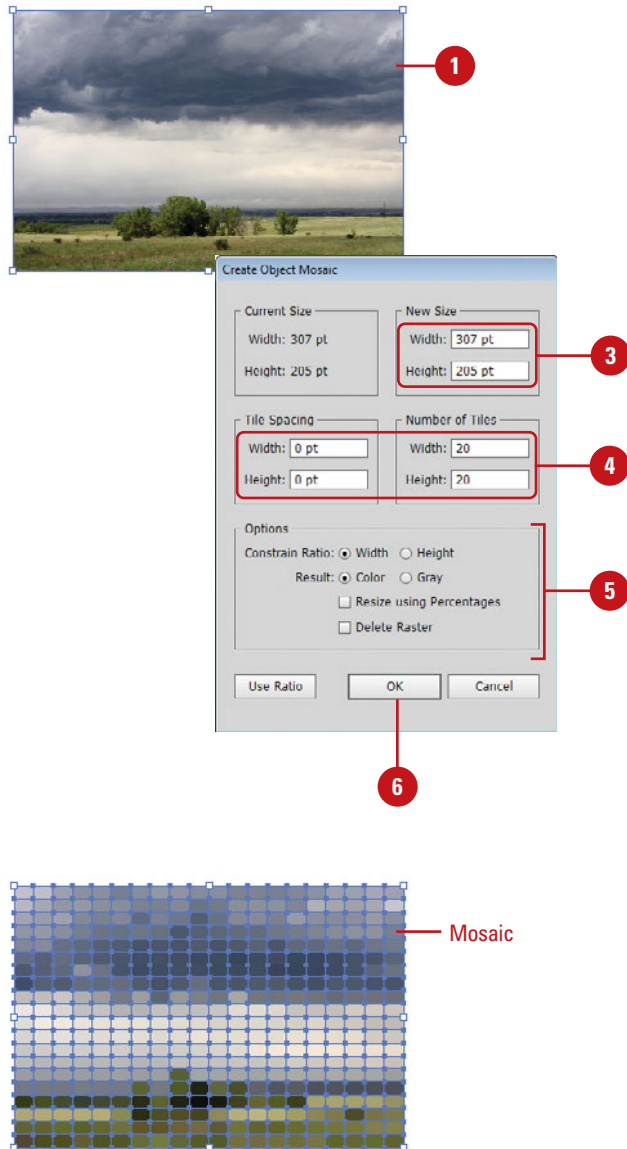 1
Create Object Mosaic
Current Size
New Size
Width: 307 pt
Width: 307 pt
Height: 205 pt
Height: 205 pt
3
Tile Spacing
Number of Tiles
Width: 0 pt
Width: 20
Height: 0 pt
Height: 20
4
Options
Constrain Ratio: Width Height
Result: Color Gray
Resize using Percentages
Delete Raster
5
Use Ratio
OK
Cancel
6
Mosaic